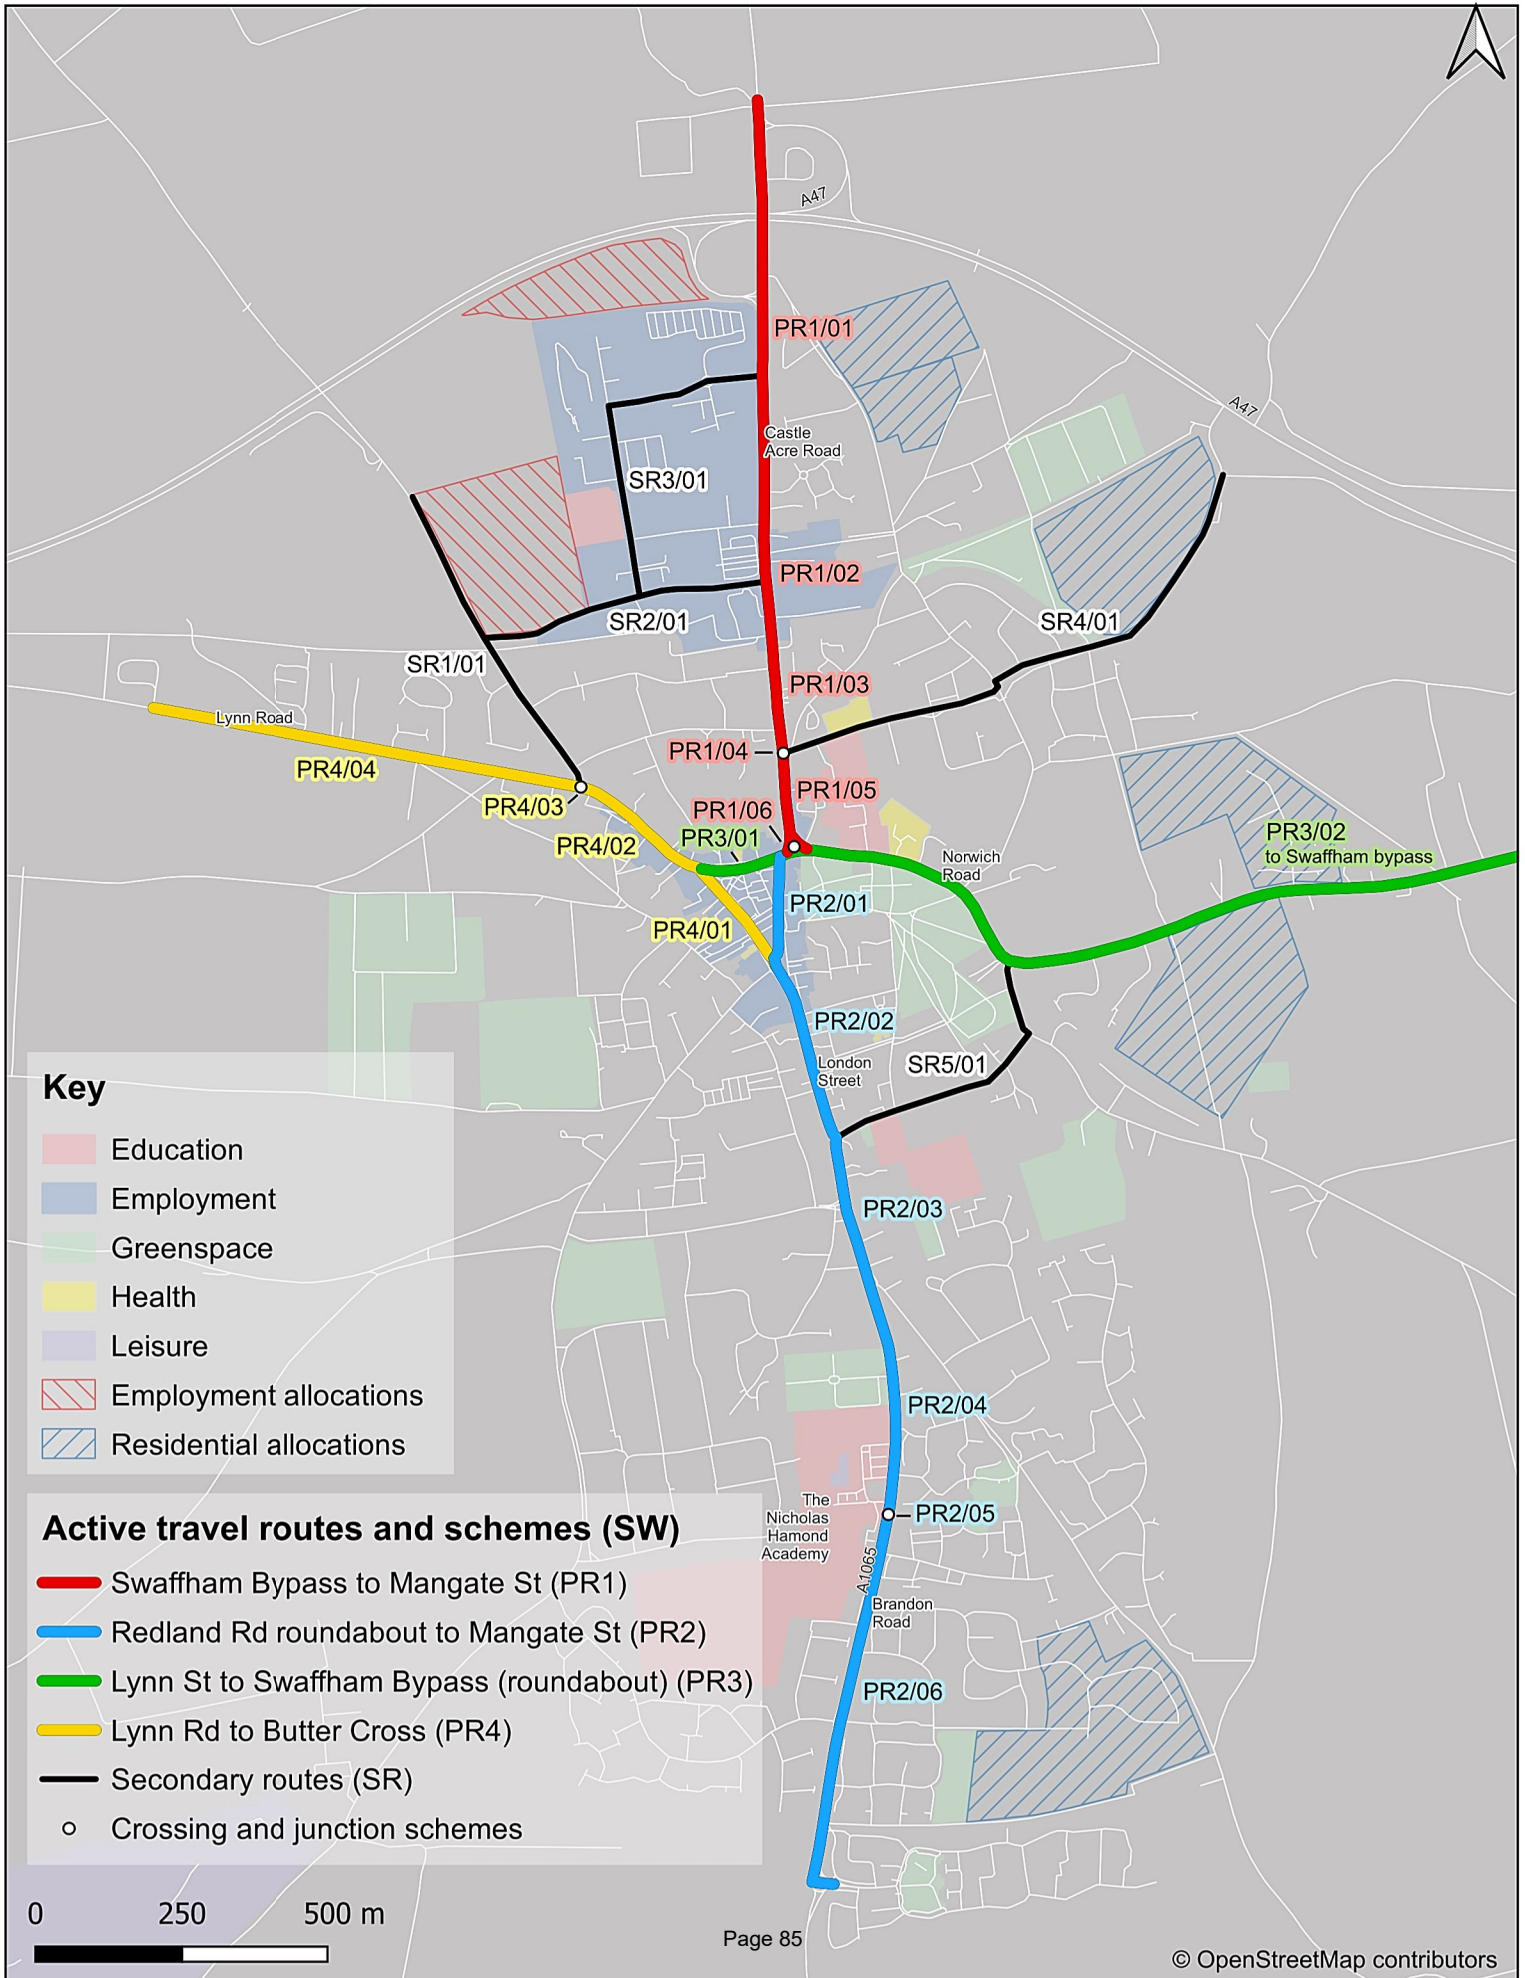 A47
PR1/01
A47
Castle
Acre Road
SR3/01
PR1/02
SR2/01
SR4/01
SR1/01
PR1/03
Lynn Road
PR1/04
PR4/04
PR4/03
PR1/05
PR1/06
PR3/01
PR4/02
PR3/02
to Swaffham bypass
Norwich
Road
PR2/01
PR4/01
PR2/02
London
Street
SR5/01
Key
Education
Employment
Greenspace
Health
Leisure
Employment allocations
Residential allocations
PR2/03
PR2/04
The
Nicholas
Hamond
Academy
PR2/05
A1065
Brandon
Road
PR2/06
Active travel routes and schemes (SW)
Swaffham Bypass to Mangate St (PR1)
Redland Rd roundabout to Mangate St (PR2)
Lynn St to Swaffham Bypass (roundabout) (PR3)
Lynn Rd to Butter Cross (PR4)
Secondary routes (SR)
Crossing and junction schemes
0 250 500 m
Page 85
© OpenStreetMap contributors